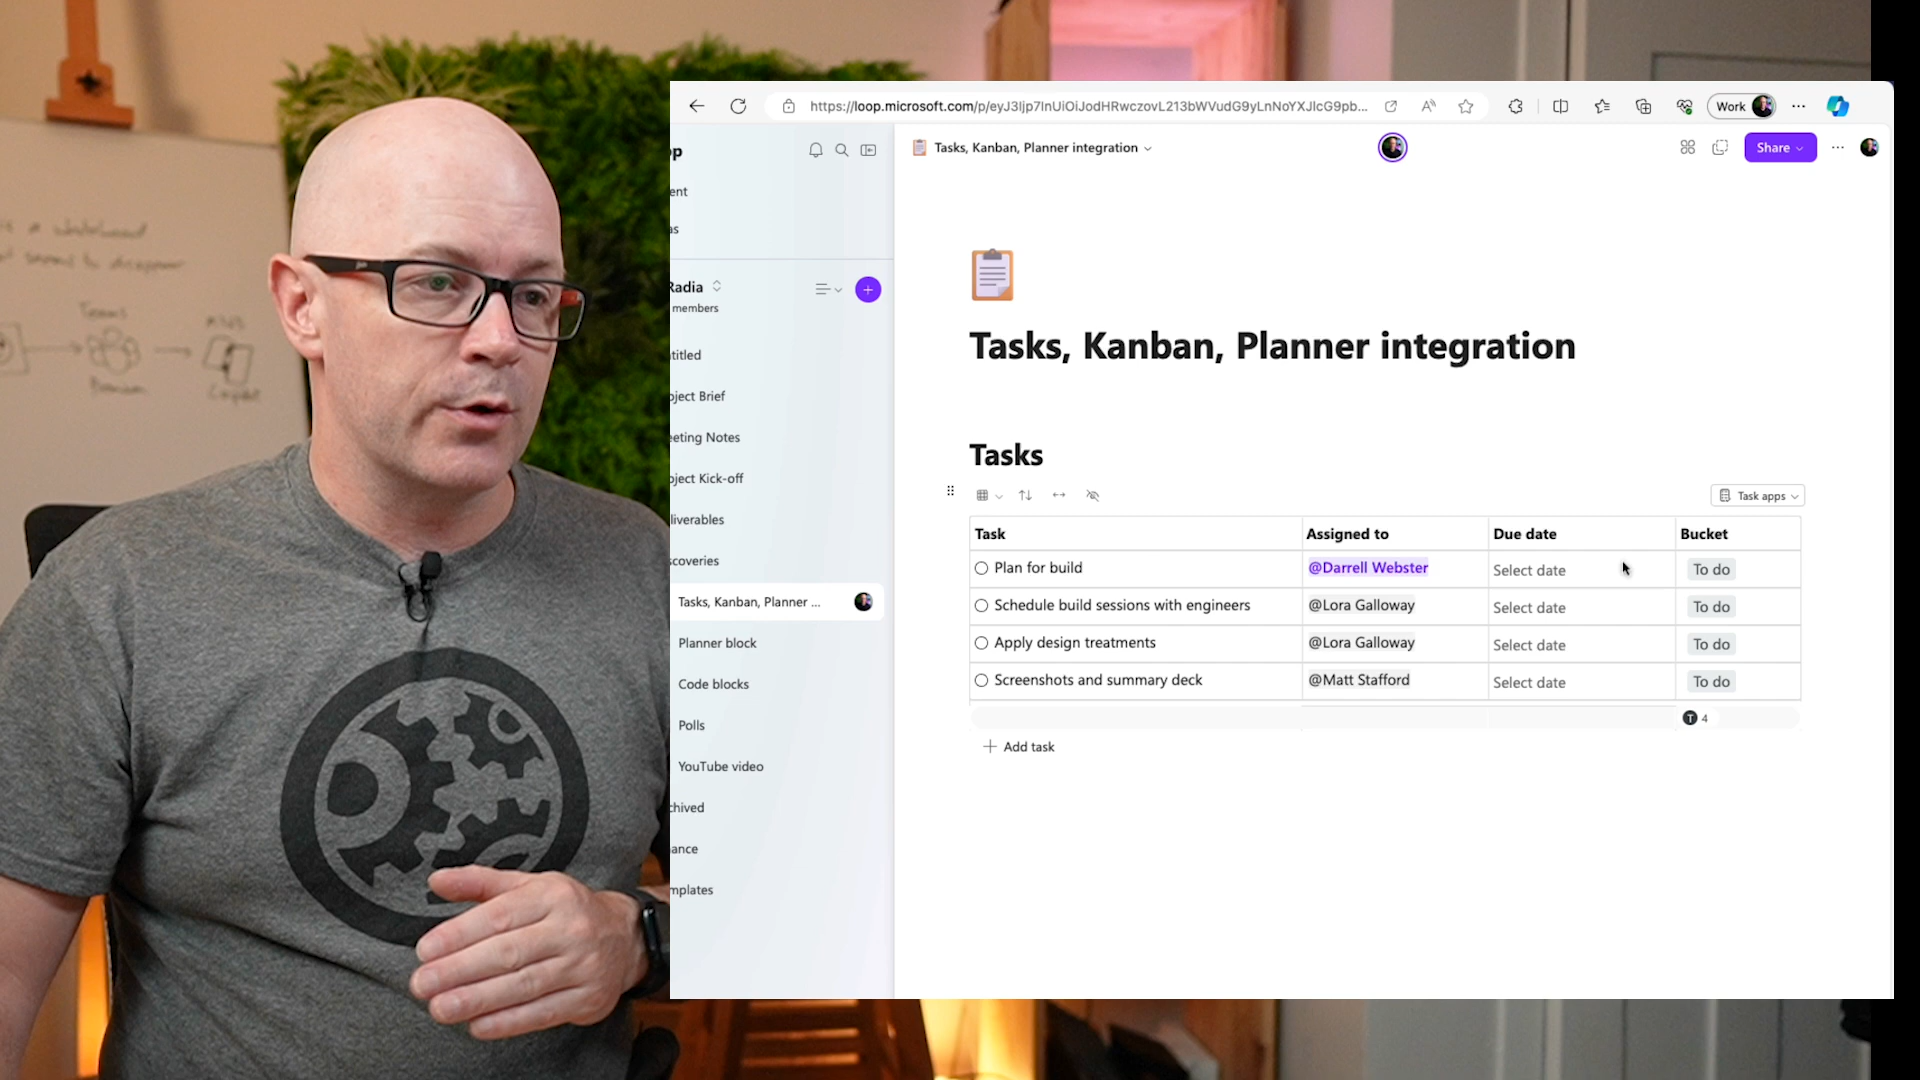 https://loop.microsoft.com/p/eyJ3Ijp7InUiOiJodHRwczovL213bWVudG9yLnNoYXJlcG9pb...
Work
op
ent
as
Radia
members
titled
oject Brief
eeting Notes
oject Kick-off
liverables
scoveries
Tasks, Kanban, Planner ...
Planner block
Code blocks
Polls
YouTube video
chived
ance
mplates
Tasks, Kanban, Planner integration
Share
Tasks, Kanban, Planner integration
Tasks
Task apps
Task Assigned to Due date Bucket
Plan for build @Darrell Webster Select date To do
Schedule build sessions with engineers @Lora Galloway Select date To do
Apply design treatments @Lora Galloway Select date To do
Screenshots and summary deck @Matt Stafford Select date To do
T 4
Add task
Teams